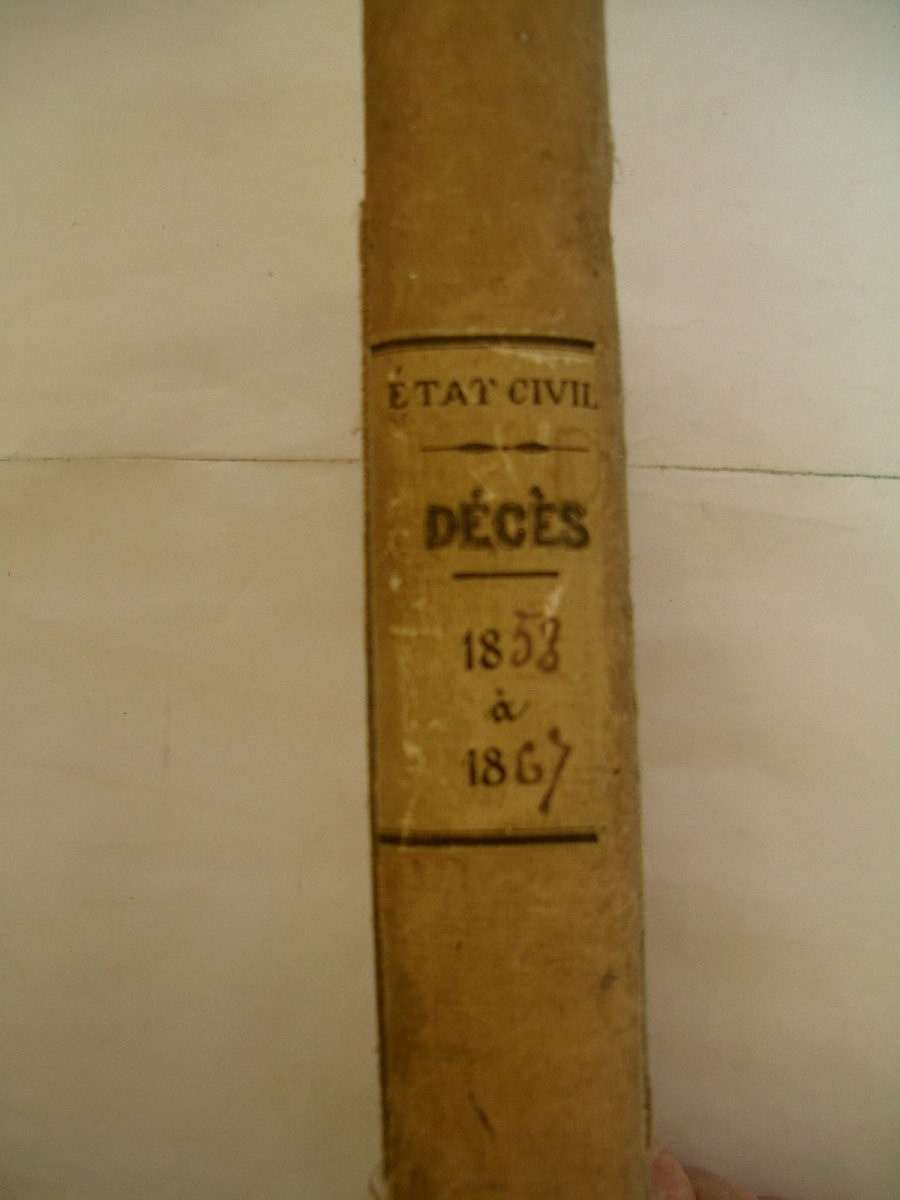 ÉTAT CIVIL
DÉCÈS
1858
à
1867